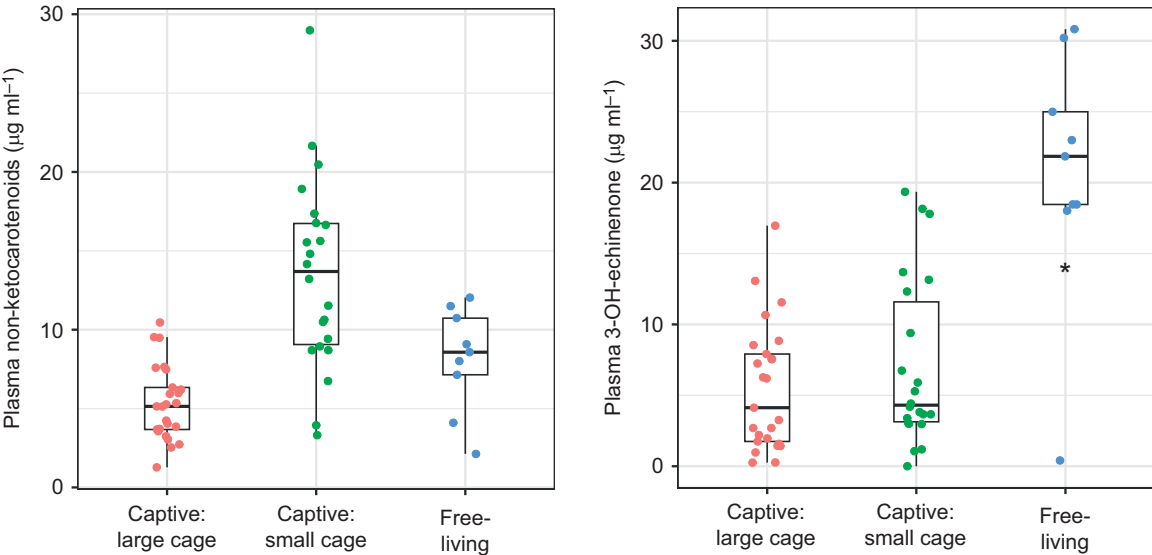 Plasma non-ketocarotenoids (μg ml⁻¹)
30
20
10
0
Captive:
large cage
Captive:
small cage
Free-
living
Plasma 3-OH-echinenone (μg ml⁻¹)
30
20
10
0
*
Captive:
large cage
Captive:
small cage
Free-
living